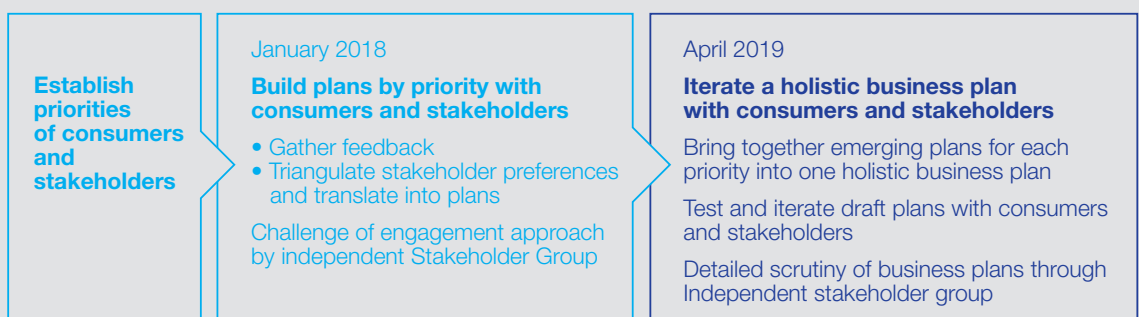 Establish
priorities
of consumers
and
stakeholders
January 2018
Build plans by priority with
consumers and stakeholders
• Gather feedback
• Triangulate stakeholder preferences
and translate into plans
Challenge of engagement approach
by independent Stakeholder Group
April 2019
Iterate a holistic business plan
with consumers and stakeholders
Bring together emerging plans for each
priority into one holistic business plan
Test and iterate draft plans with consumers
and stakeholders
Detailed scrutiny of business plans through
Independent stakeholder group